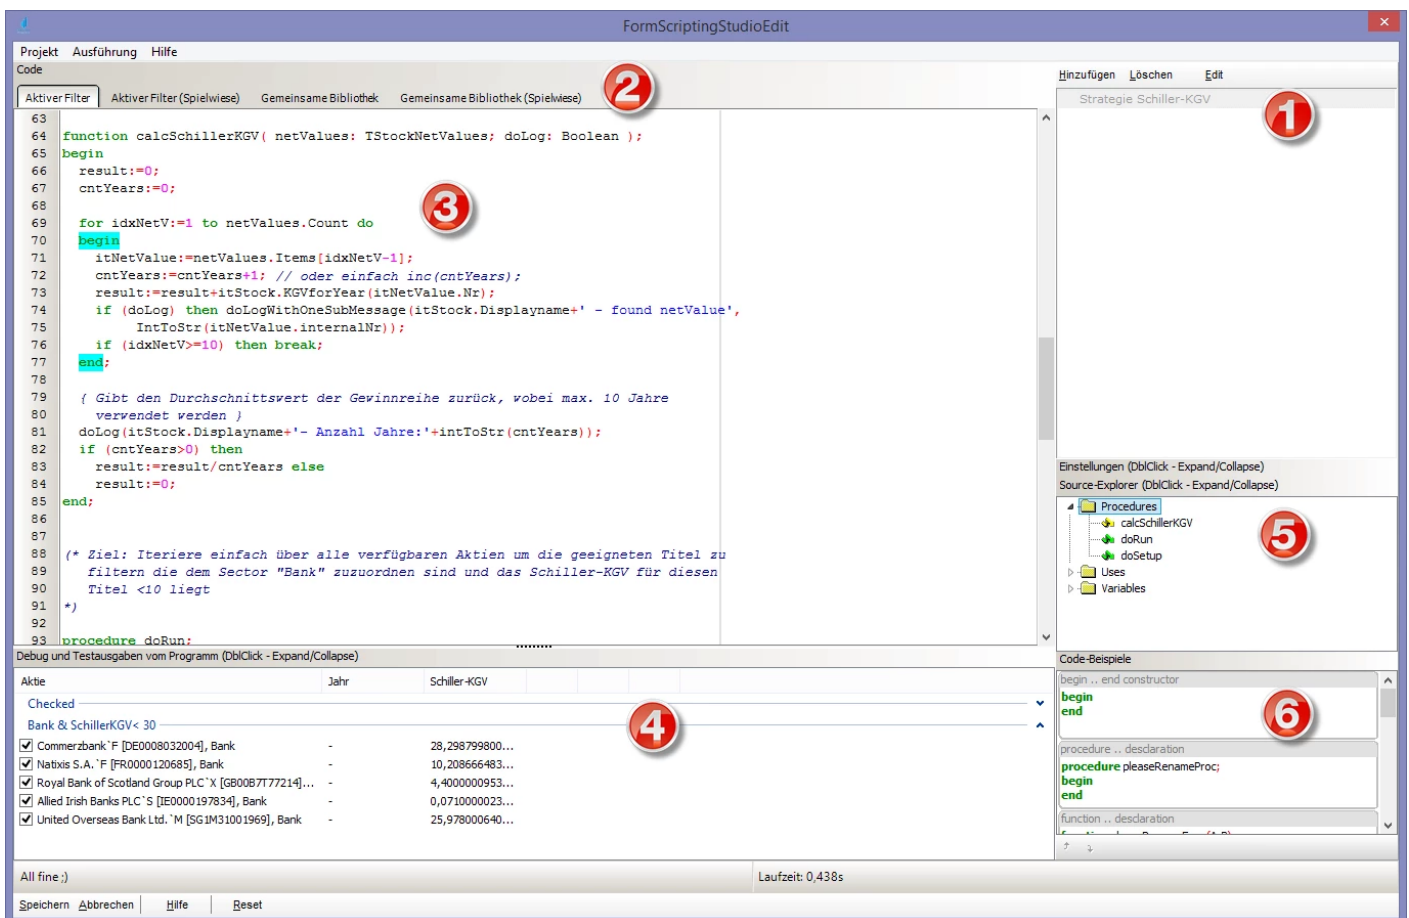 FormScriptingStudioEdit
Projekt Ausführung Hilfe
Code
Aktiver Filter Aktiver Filter (Spielwiese) Gemeinsame Bibliothek Gemeinsame Bibliothek (Spielwiese)
2
63
64 function calcSchillerKGV( netValues: TStockNetValues; doLog: Boolean );
65 begin
66 result:=0;
67 cntYears:=0;
68
69 for idxNetV:=1 to netValues.Count do
70 begin
71 itNetValue:=netValues.Items[idxNetV-1];
72 cntYears:=cntYears+1; // oder einfach inc(cntYears);
73 result:=result+itStock.KGVforYear(itNetValue.Nr);
74 if (doLog) then doLogWithOneSubMessage(itStock.Displayname+' - found netValue',
75 IntToStr(itNetValue.internalNr));
76 if (idxNetV>=10) then break;
77 end;
78
79 { Gibt den Durchschnittswert der Gewinnreihe zurück, wobei max. 10 Jahre
80 verwendet werden }
81 doLog(itStock.Displayname+'- Anzahl Jahre:'+intToStr(cntYears));
82 if (cntYears>0) then
83 result:=result/cntYears else
84 result:=0;
85 end;
86
87
88 (* Ziel: Iteriere einfach über alle verfügbaren Aktien um die geeigneten Titel zu
89 filtern die dem Sector "Bank" zuzuordnen sind und das Schiller-KGV für diesen
90 Titel <10 liegt
91 *)
92
93 procedure doRun;
3
Hinzufügen Löschen Edit
Strategie Schiller-KGV
1
Einstellungen (DblClick - Expand/Collapse)
Source-Explorer (DblClick - Expand/Collapse)
Procedures
calcSchillerKGV
doRun
doSetup
Uses
Variables
5
Debug und Testausgaben vom Programm (DblClick - Expand/Collapse)
Aktie Jahr Schiller-KGV
Checked
Bank & SchillerKGV< 30
Commerzbank`F [DE0008032004], Bank - 28,298799800...
Natixis S.A.`F [FR0000120685], Bank - 10,208666483...
Royal Bank of Scotland Group PLC`X [GB00B7T77214]... - 4,4000000953...
Allied Irish Banks PLC`S [IE0000197834], Bank - 0,0710000023...
United Overseas Bank Ltd.`M [SG1M31001969], Bank - 25,978000640...
4
Code-Beispiele
begin .. end constructor
begin
end
6
procedure .. desclaration
procedure pleaseRenameProc;
begin
end
function .. desclaration
All fine ;) Laufzeit: 0,438s
Speichern Abbrechen Hilfe Reset